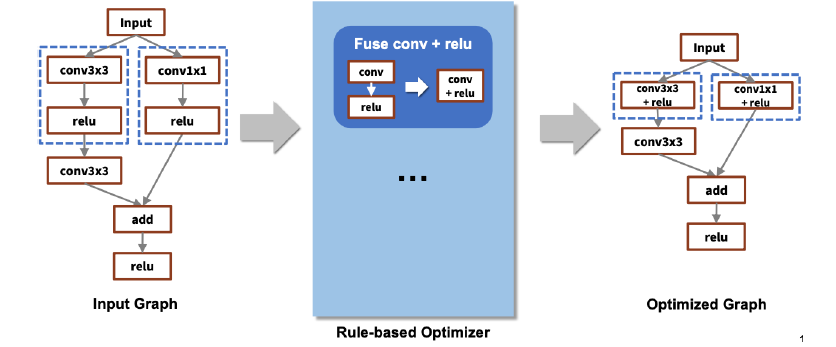 Input
conv3x3
conv1x1
relu
relu
conv3x3
add
relu
Input Graph
Fuse conv + relu
conv
relu
conv
+ relu
...
Rule-based Optimizer
Input
conv3x3
+ relu
conv1x1
+ relu
conv3x3
add
relu
Optimized Graph
1